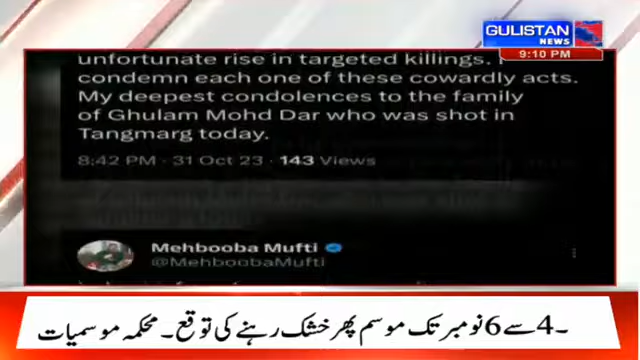 GULISTAN
NEWS
9:10 PM
unfortunate rise in targeted killings. I
condemn each one of these cowardly acts.
My deepest condolences to the family
of Ghulam Mohd Dar who was shot in
Tangmarg today.
8:42 PM · 31 Oct 23 · 143 Views
Mehbooba Mufti
@MehboobaMufti
۔4 سے 6 نومبر تک موسم پھر خشک رہنے کی توقع۔ محکمہ موسمیات